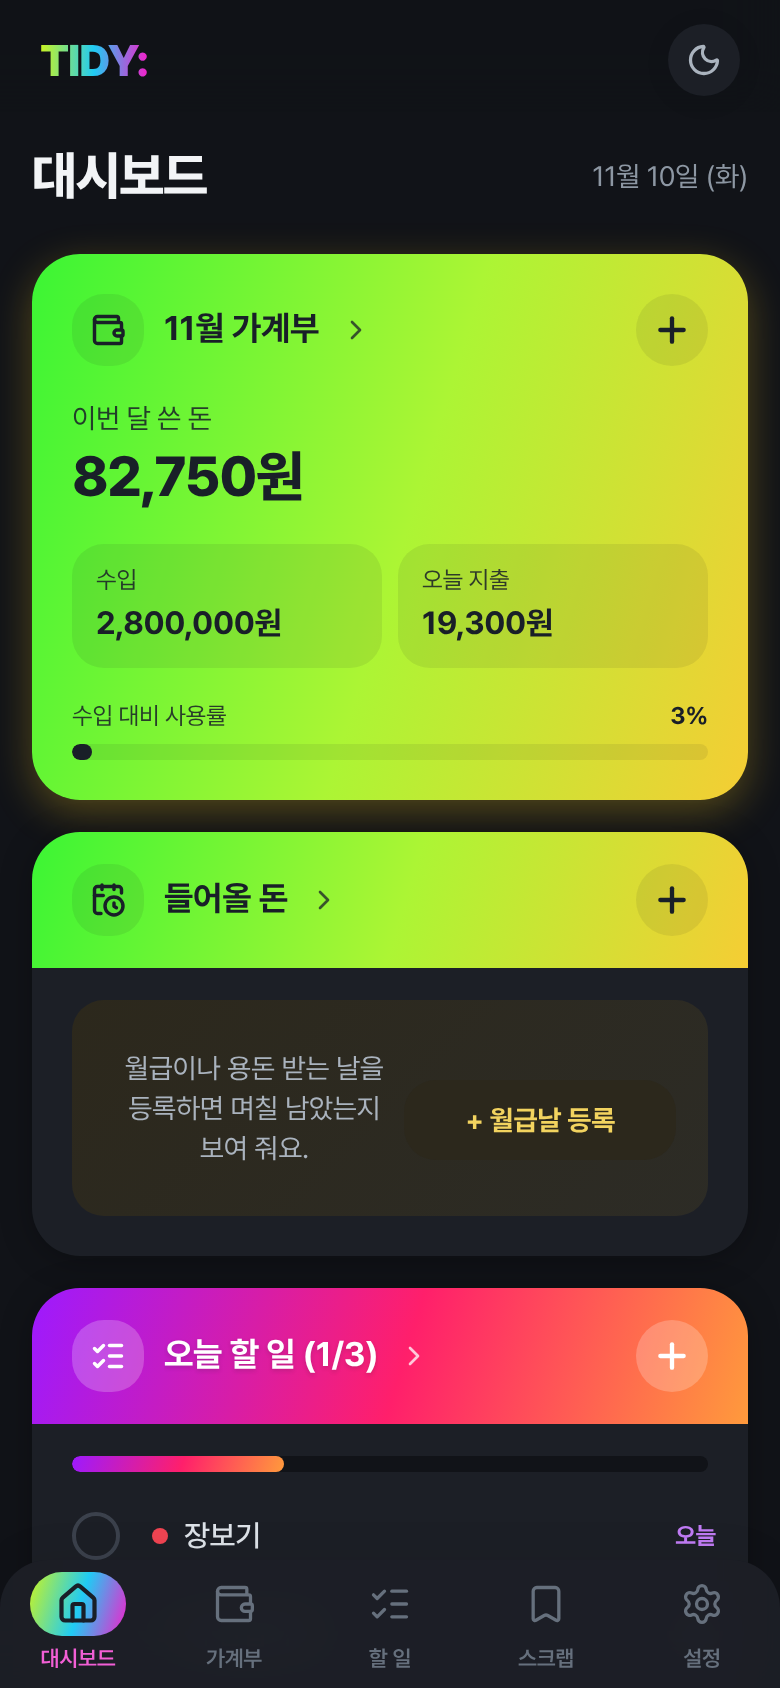 TIDY:
대시보드
11월 10일 (화)
11월 가계부
이번 달 쓴 돈
82,750원
수입
2,800,000원
오늘 지출
19,300원
수입 대비 사용률
3%
들어올 돈
월급이나 용돈 받는 날을
등록하면 며칠 남았는지
보여 줘요.
+ 월급날 등록
오늘 할 일 (1/3)
장보기
오늘
대시보드
가계부
할 일
스크랩
설정